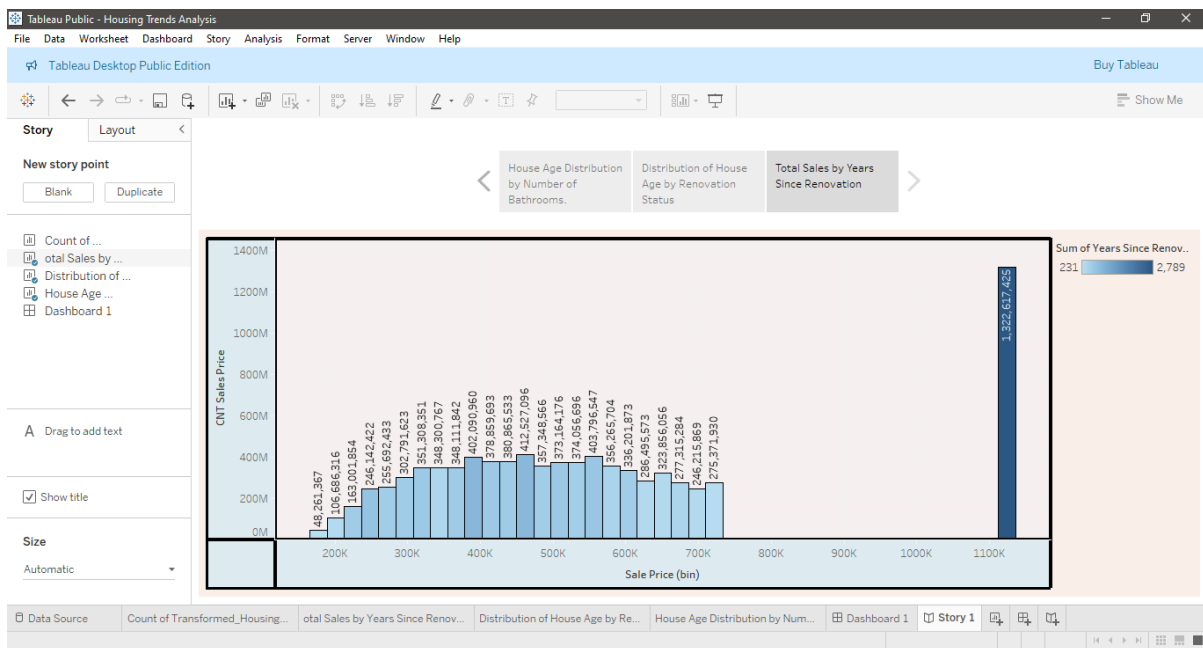 Tableau Public - Housing Trends Analysis
File Data Worksheet Dashboard Story Analysis Format Server Window Help
Tableau Desktop Public Edition
Buy Tableau
Show Me
Story Layout
New story point
Blank Duplicate
Count of ...
otal Sales by ...
Distribution of ...
House Age ...
Dashboard 1
A Drag to add text
Show title
Size
Automatic
House Age Distribution
by Number of
Bathrooms.
Distribution of House
Age by Renovation
Status
Total Sales by Years
Since Renovation
CNT Sales Price
1400M
1200M
1000M
800M
600M
400M
200M
0M
48,261,367
106,686,316
163,001,854
246,142,422
255,692,433
302,791,623
351,308,351
348,300,767
348,111,842
402,090,960
378,859,693
380,865,533
412,527,096
357,348,566
373,164,176
374,056,696
403,796,547
356,265,704
336,201,873
286,495,573
323,856,056
277,315,284
246,215,869
275,371,930
1,322,617,425
200K 300K 400K 500K 600K 700K 800K 900K 1000K 1100K
Sale Price (bin)
Sum of Years Since Renov..
231 2,789
Data Source Count of Transformed_Housing... otal Sales by Years Since Renov... Distribution of House Age by Re... House Age Distribution by Num... Dashboard 1 Story 1